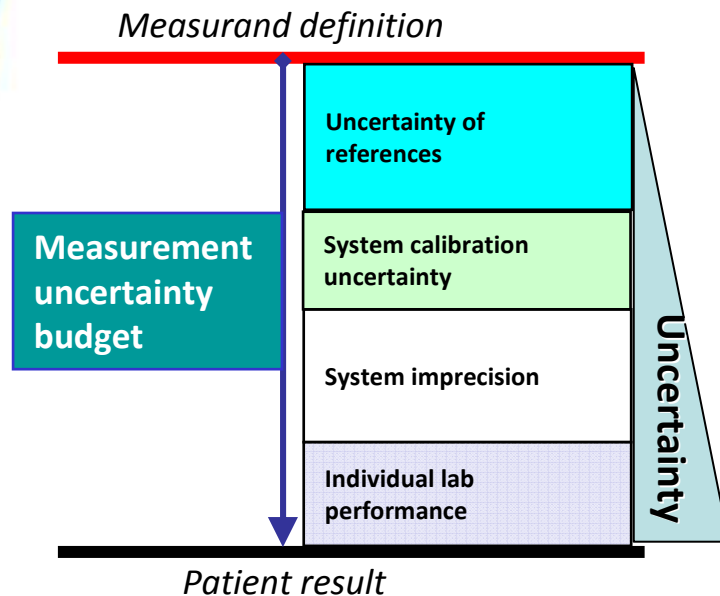 Measurand definition
Uncertainty of
references
Measurement
uncertainty
budget
System calibration
uncertainty
System imprecision
Individual lab
performance
Uncertainty
Patient result